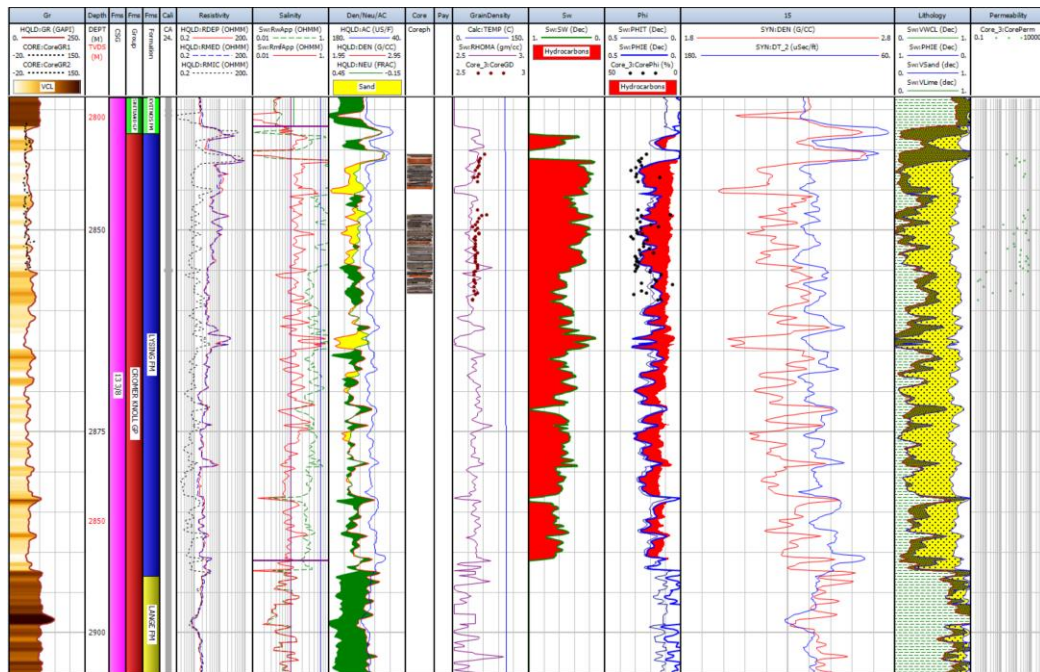 Gr
Depth
Fms
Fms
Fms
Cali
Resistivity
Salinity
Den/Neu/AC
Core
Pay
GrainDensity
Sw
Phi
15
Lithology
Permeability
HQLD:GR (GAPI)
0. 250.
CORE:CoreGR1
-20. 150.
CORE:CoreGR2
-20. 150.
VCL
DEPT
(M)
TVDS
(M)
CSG
Group
Formation
CA
24.
HQLD:RDEP (OHMM)
0.2 200.
HQLD:RMED (OHMM)
0.2 200.
HQLD:RMIC (OHMM)
0.2 200.
Sw:RwApp (OHMM)
0.01 1.
Sw:RmfApp (OHMM)
0.01 1.
HQLD:AC (US/F)
180. 40.
HQLD:DEN (G/CC)
1.95 2.95
HQLD:NEU (FRAC)
0.45 -0.15
Sand
Coreph
Calc:TEMP (C)
0. 150.
Sw:RHOMA (gm/cc)
2.5 3.
Core_3:CoreGD
2.5 3
Sw:SW (Dec)
1. 0.
Hydrocarbons
Sw:PHIT (Dec)
0.5 0.
Sw:PHIE (Dec)
0.5 0.
Core_3:CorePhi (%)
50 0
Hydrocarbons
SYN:DEN (G/CC)
1.8 2.8
SYN:DT_2 (uSec/ft)
180. 60.
Sw:VWCL (Dec)
0. 1.
Sw:PHIE (Dec)
1. 0.
Sw:VSand (dec)
0. 1.
Sw:VLime (dec)
0. 1.
Core_3:CorePerm
0.1 10000
2800
2850
2875
2850
2900
13 3/8
CROMER KNOLL GP
LYSING FM
LANGE FM